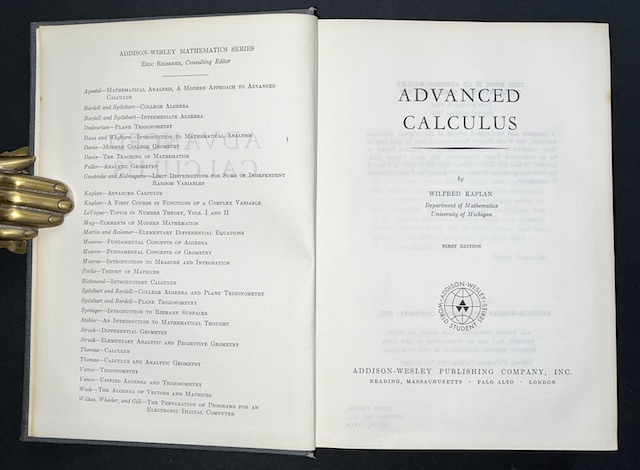 ADDISON-WESLEY MATHEMATICS SERIES
ERIC REISSNER, Consulting Editor
Apostol—MATHEMATICAL ANALYSIS, A MODERN APPROACH TO ADVANCED
CALCULUS
Bardell and Spitzbart—COLLEGE ALGEBRA
Bardell and Spitzbart—INTERMEDIATE ALGEBRA
Dadourian—PLANE TRIGONOMETRY
Daus and Whyburn—INTRODUCTION TO MATHEMATICAL ANALYSIS
Davis—MODERN COLLEGE GEOMETRY
Davis—THE TEACHING OF MATHEMATICS
Fuller—ANALYTIC GEOMETRY
Gnedenko and Kolmogorov—LIMIT DISTRIBUTIONS FOR SUMS OF INDEPENDENT
RANDOM VARIABLES
Kaplan—ADVANCED CALCULUS
Kaplan—A FIRST COURSE IN FUNCTIONS OF A COMPLEX VARIABLE
LeVeque—TOPICS IN NUMBER THEORY, VOLS. I AND II
May—ELEMENTS OF MODERN MATHEMATICS
Martin and Reissner—ELEMENTARY DIFFERENTIAL EQUATIONS
Meserve—FUNDAMENTAL CONCEPTS OF ALGEBRA
Meserve—FUNDAMENTAL CONCEPTS OF GEOMETRY
Munroe—INTRODUCTION TO MEASURE AND INTEGRATION
Perlis—THEORY OF MATRICES
Richmond—INTRODUCTORY CALCULUS
Spitzbart and Bardell—COLLEGE ALGEBRA AND PLANE TRIGONOMETRY
Spitzbart and Bardell—PLANE TRIGONOMETRY
Springer—INTRODUCTION TO RIEMANN SURFACES
Stabler—AN INTRODUCTION TO MATHEMATICAL THOUGHT
Struik—DIFFERENTIAL GEOMETRY
Struik—ELEMENTARY ANALYTIC AND PROJECTIVE GEOMETRY
Thomas—CALCULUS
Thomas—CALCULUS AND ANALYTIC GEOMETRY
Vance—TRIGONOMETRY
Vance—UNIFIED ALGEBRA AND TRIGONOMETRY
Wade—THE ALGEBRA OF VECTORS AND MATRICES
Wilkes, Wheeler, and Gill—THE PREPARATION OF PROGRAMS FOR AN
ELECTRONIC DIGITAL COMPUTER
ADVANCED
CALCULUS
by
WILFRED KAPLAN
Department of Mathematics
University of Michigan
FIRST EDITION
ADDISON-WESLEY
WORLD STUDENT SERIES
ADDISON-WESLEY PUBLISHING COMPANY, INC.
READING, MASSACHUSETTS · PALO ALTO · LONDON